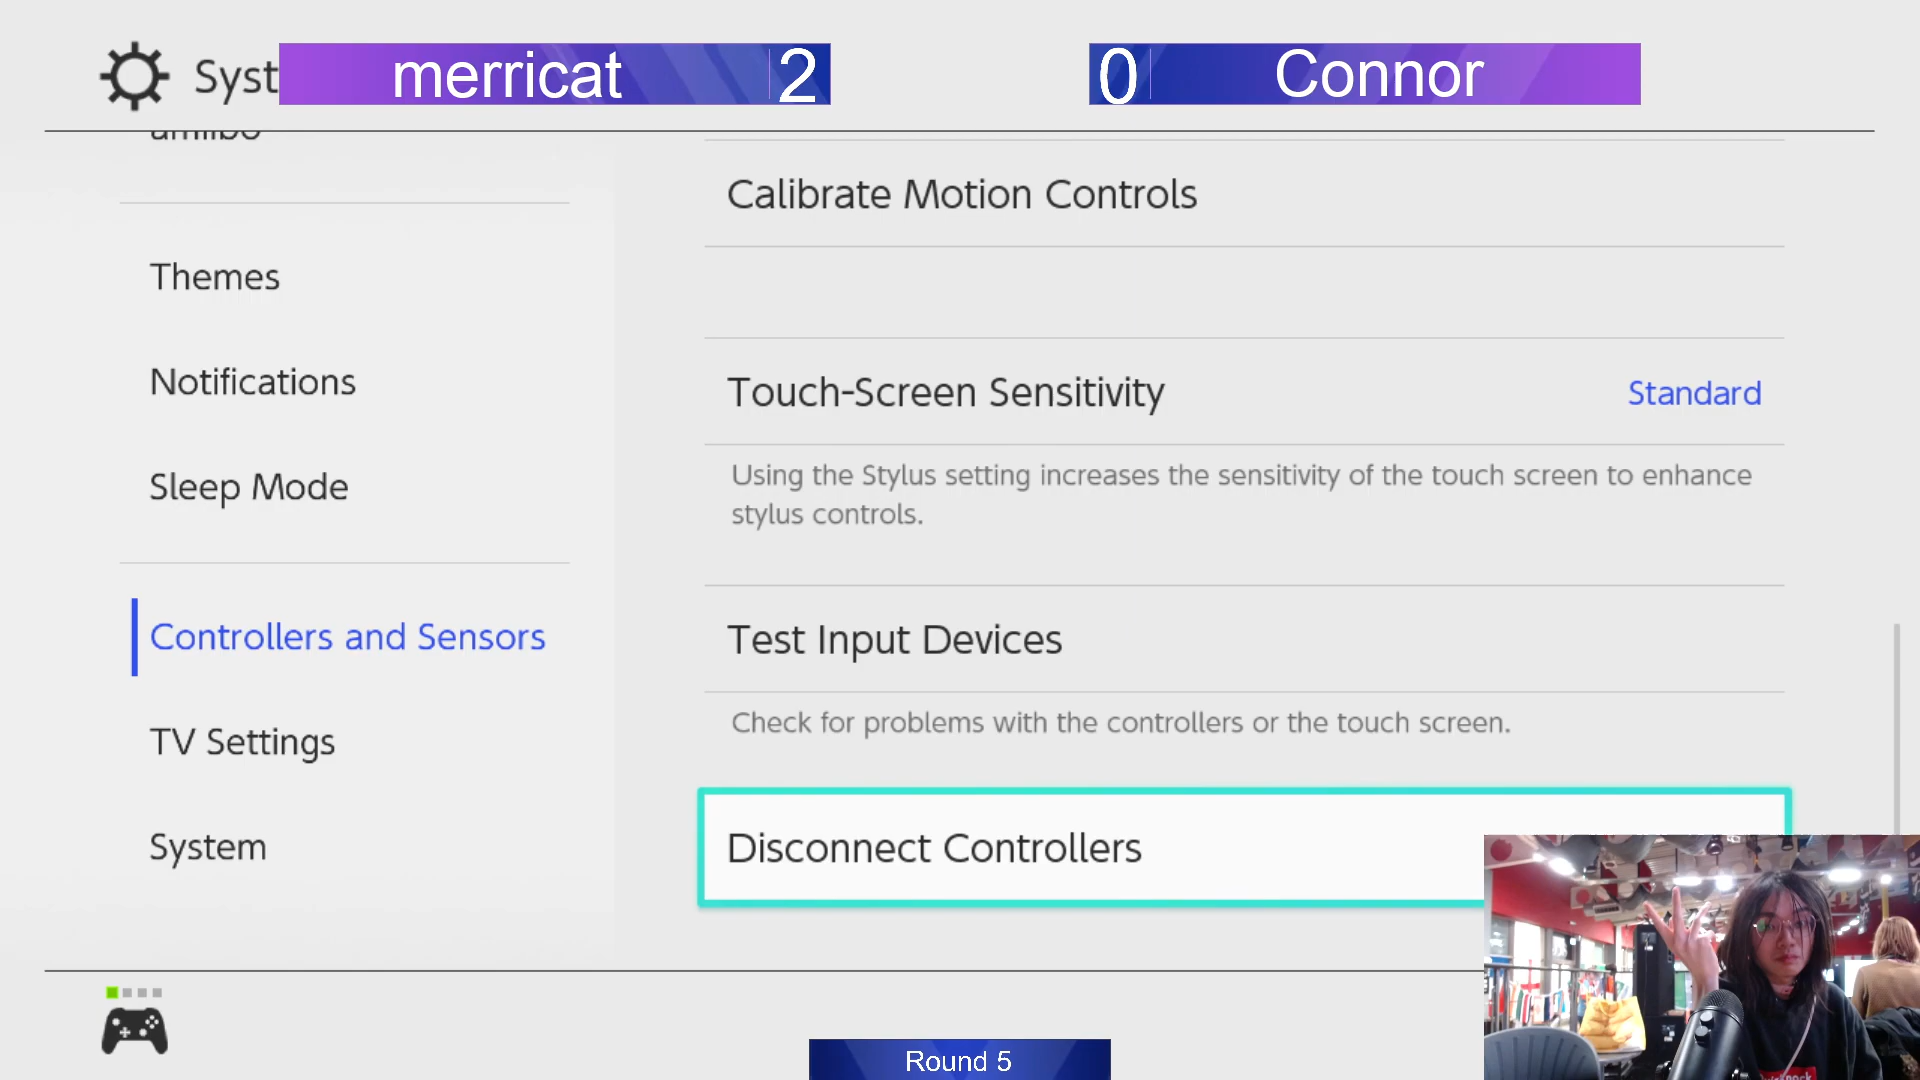 Syst
merricat 2
0 Connor
amiibo
Themes
Notifications
Sleep Mode
Controllers and Sensors
TV Settings
System
Calibrate Motion Controls
Touch-Screen Sensitivity Standard
Using the Stylus setting increases the sensitivity of the touch screen to enhance
stylus controls.
Test Input Devices
Check for problems with the controllers or the touch screen.
Disconnect Controllers
Round 5